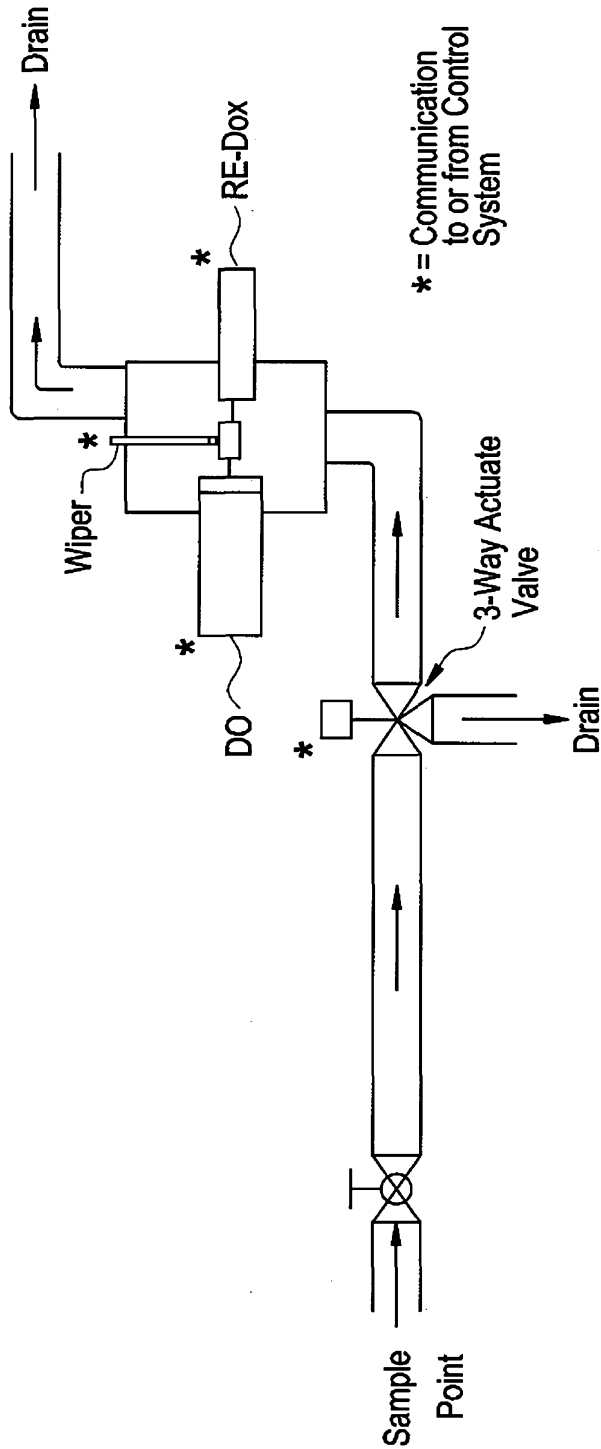 Drain
Wiper
*
*
RE-Dox
*
DO
* = Communication
to or from Control
System
*
3-Way Actuate
Valve
Drain
Sample
Point